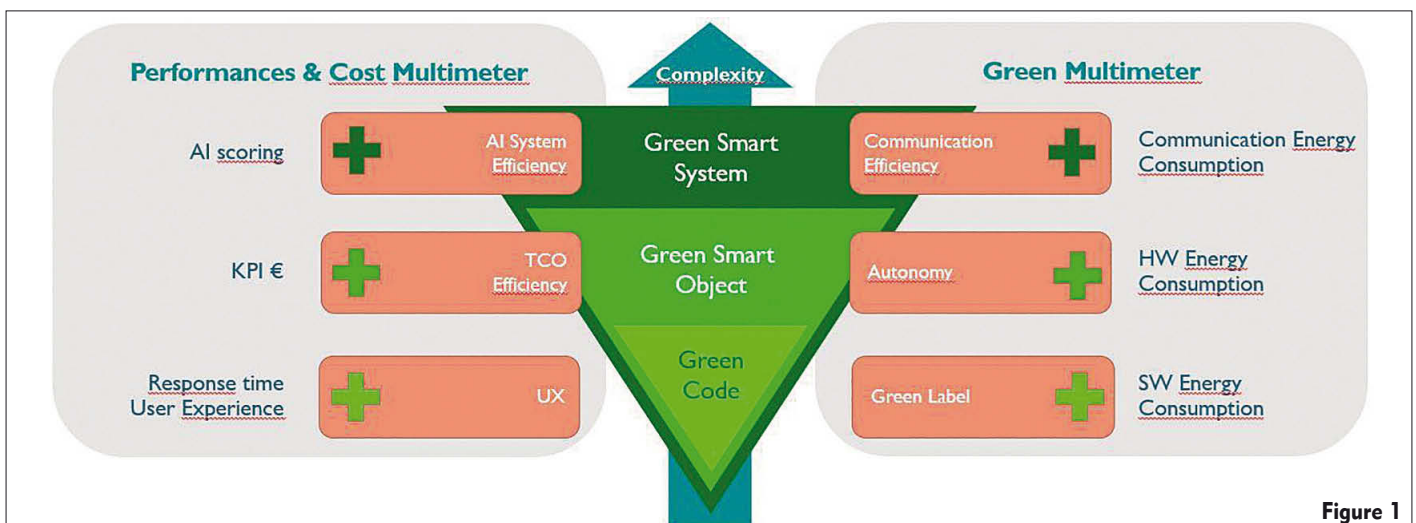 Performances & Cost Multimeter
AI scoring
AI System
Efficiency
KPI €
TCO
Efficiency
Response time
User Experience
UX
Complexity
Green Smart
System
Green Smart
Object
Green
Code
Green Multimeter
Communication
Efficiency
Communication Energy
Consumption
Autonomy
HW Energy
Consumption
Green Label
SW Energy
Consumption
Figure 1